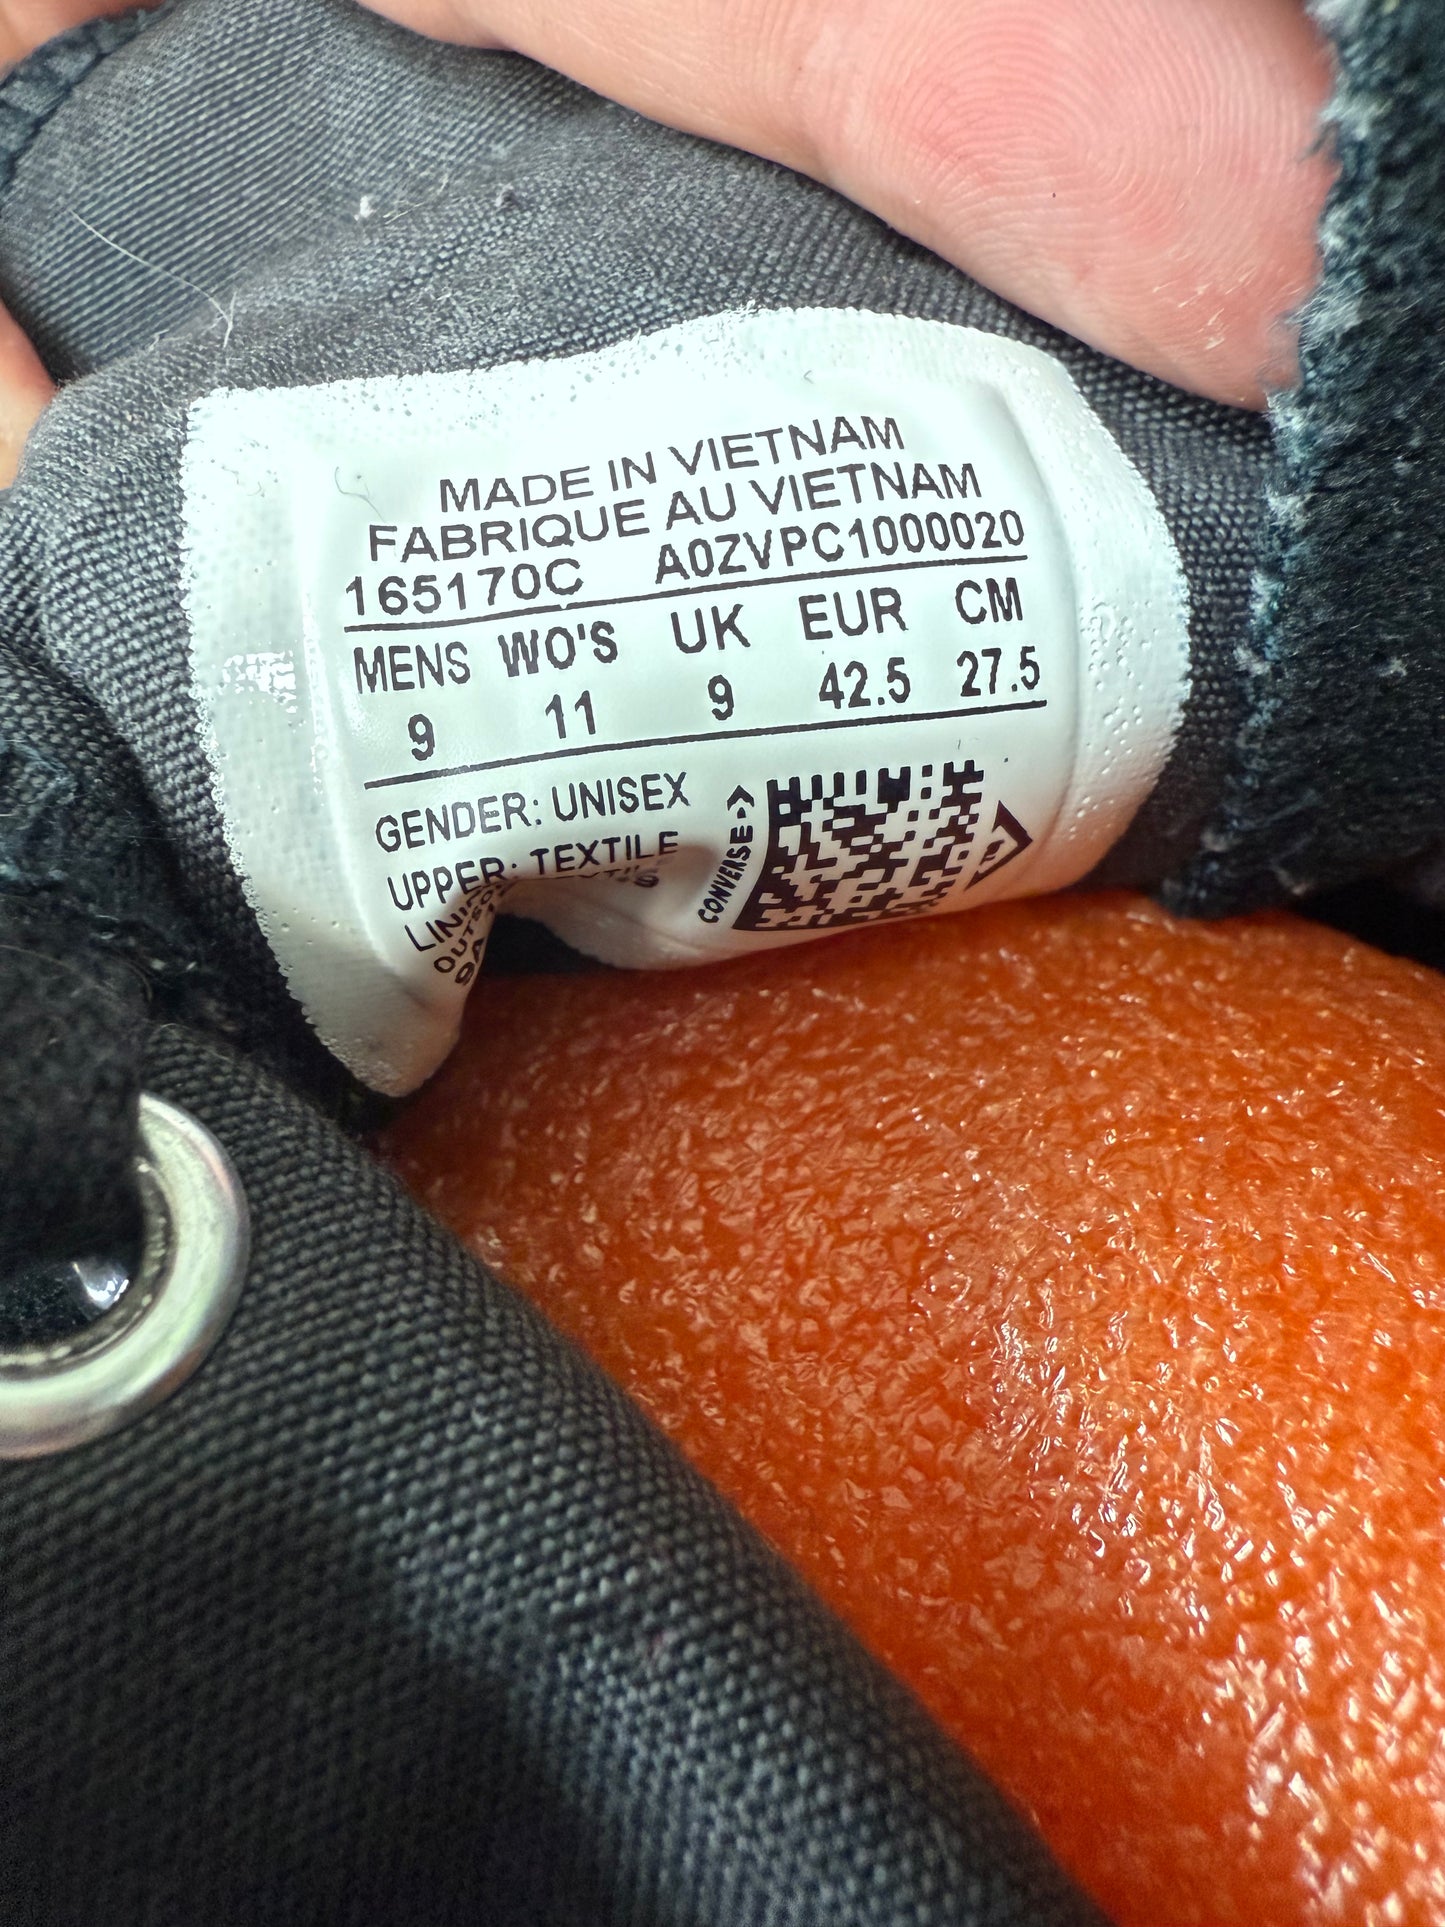 MADE IN VIETNAM
FABRIQUE AU VIETNAM
165170C A0ZVPC1000020
MENS WO'S UK EUR CM
9 11 9 42.5 27.5
GENDER: UNISEX
UPPER: TEXTILE
CONVERSE